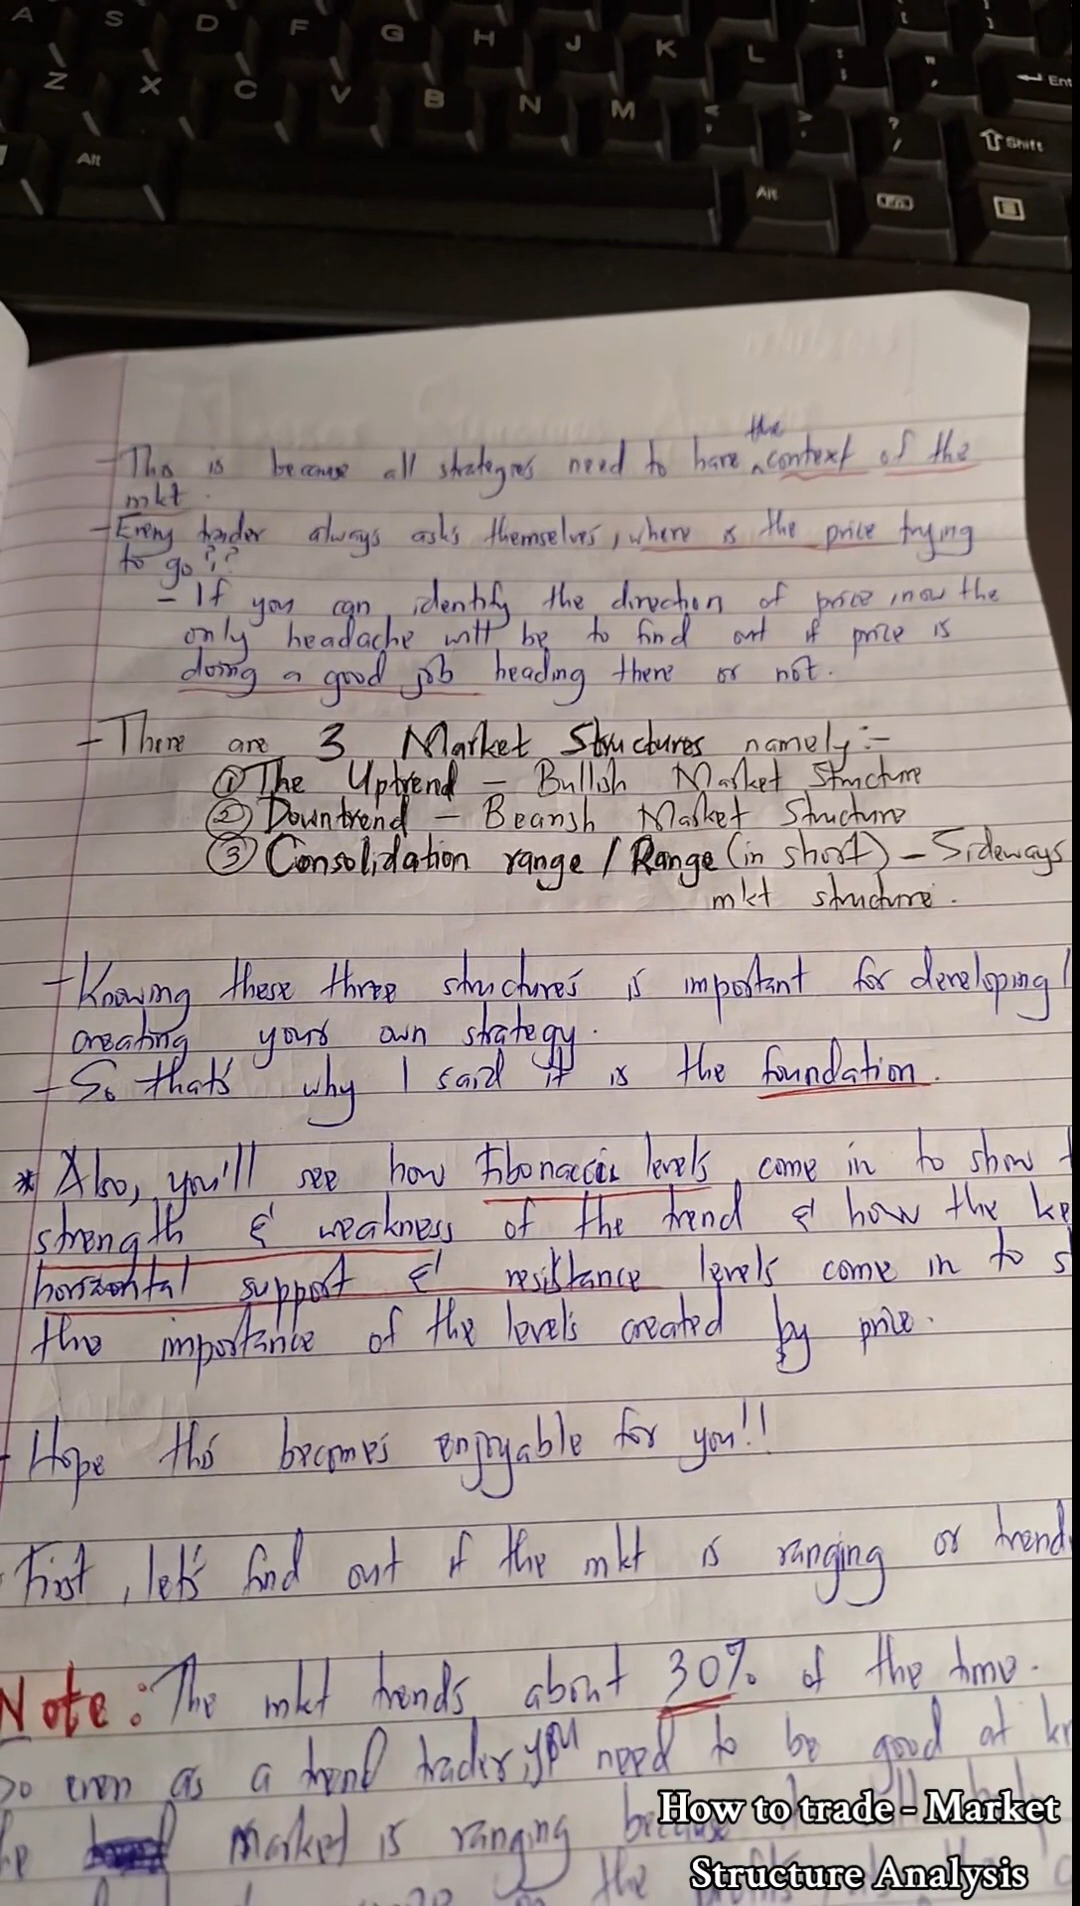 A S D F G H J K L : ; " '
Z X C V B N M < , > . ? / Enter
Alt Alt Shift
- This is because all strategies need to have the context of the
mkt.
- Every trader always asks themselves, where is the price trying
to go??
- If you can identify the direction of price, now the
only headache will be to find out if price is
doing a good job heading there or not.
- There are 3 Market Structures namely:-
① The Uptrend - Bullish Market Structure
② Downtrend - Bearish Market Structure
③ Consolidation range / Range (in short) - Sideways
mkt structure.
- Knowing these three structures is important for developing /
creating your own strategy.
- So that's why I said it is the foundation.
* Also, you'll see how Fibonacci levels come in to show
strength & weakness of the trend & how the
horizontal support & resistance levels come in to
the importance of the levels created by price.
- Hope this becomes enjoyable for you!!
First, let's find out if the mkt is ranging or trend
Note: The mkt trends about 30% of the time.
So even as a trend trader, you need to be good at
market is ranging because
the
How to trade - Market
Structure Analysis